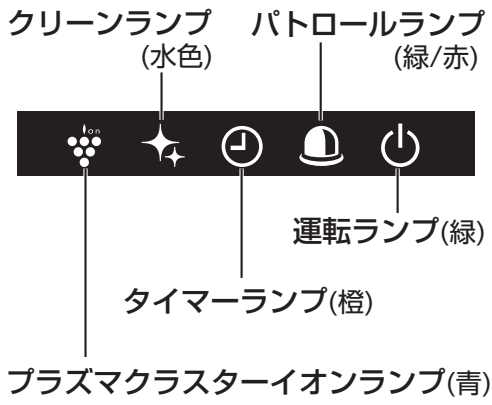 クリーンランプ
(水色)
パトロールランプ
(緑/赤)
ion
運転ランプ(緑)
タイマーランプ(橙)
プラズマクラスターイオンランプ(青)